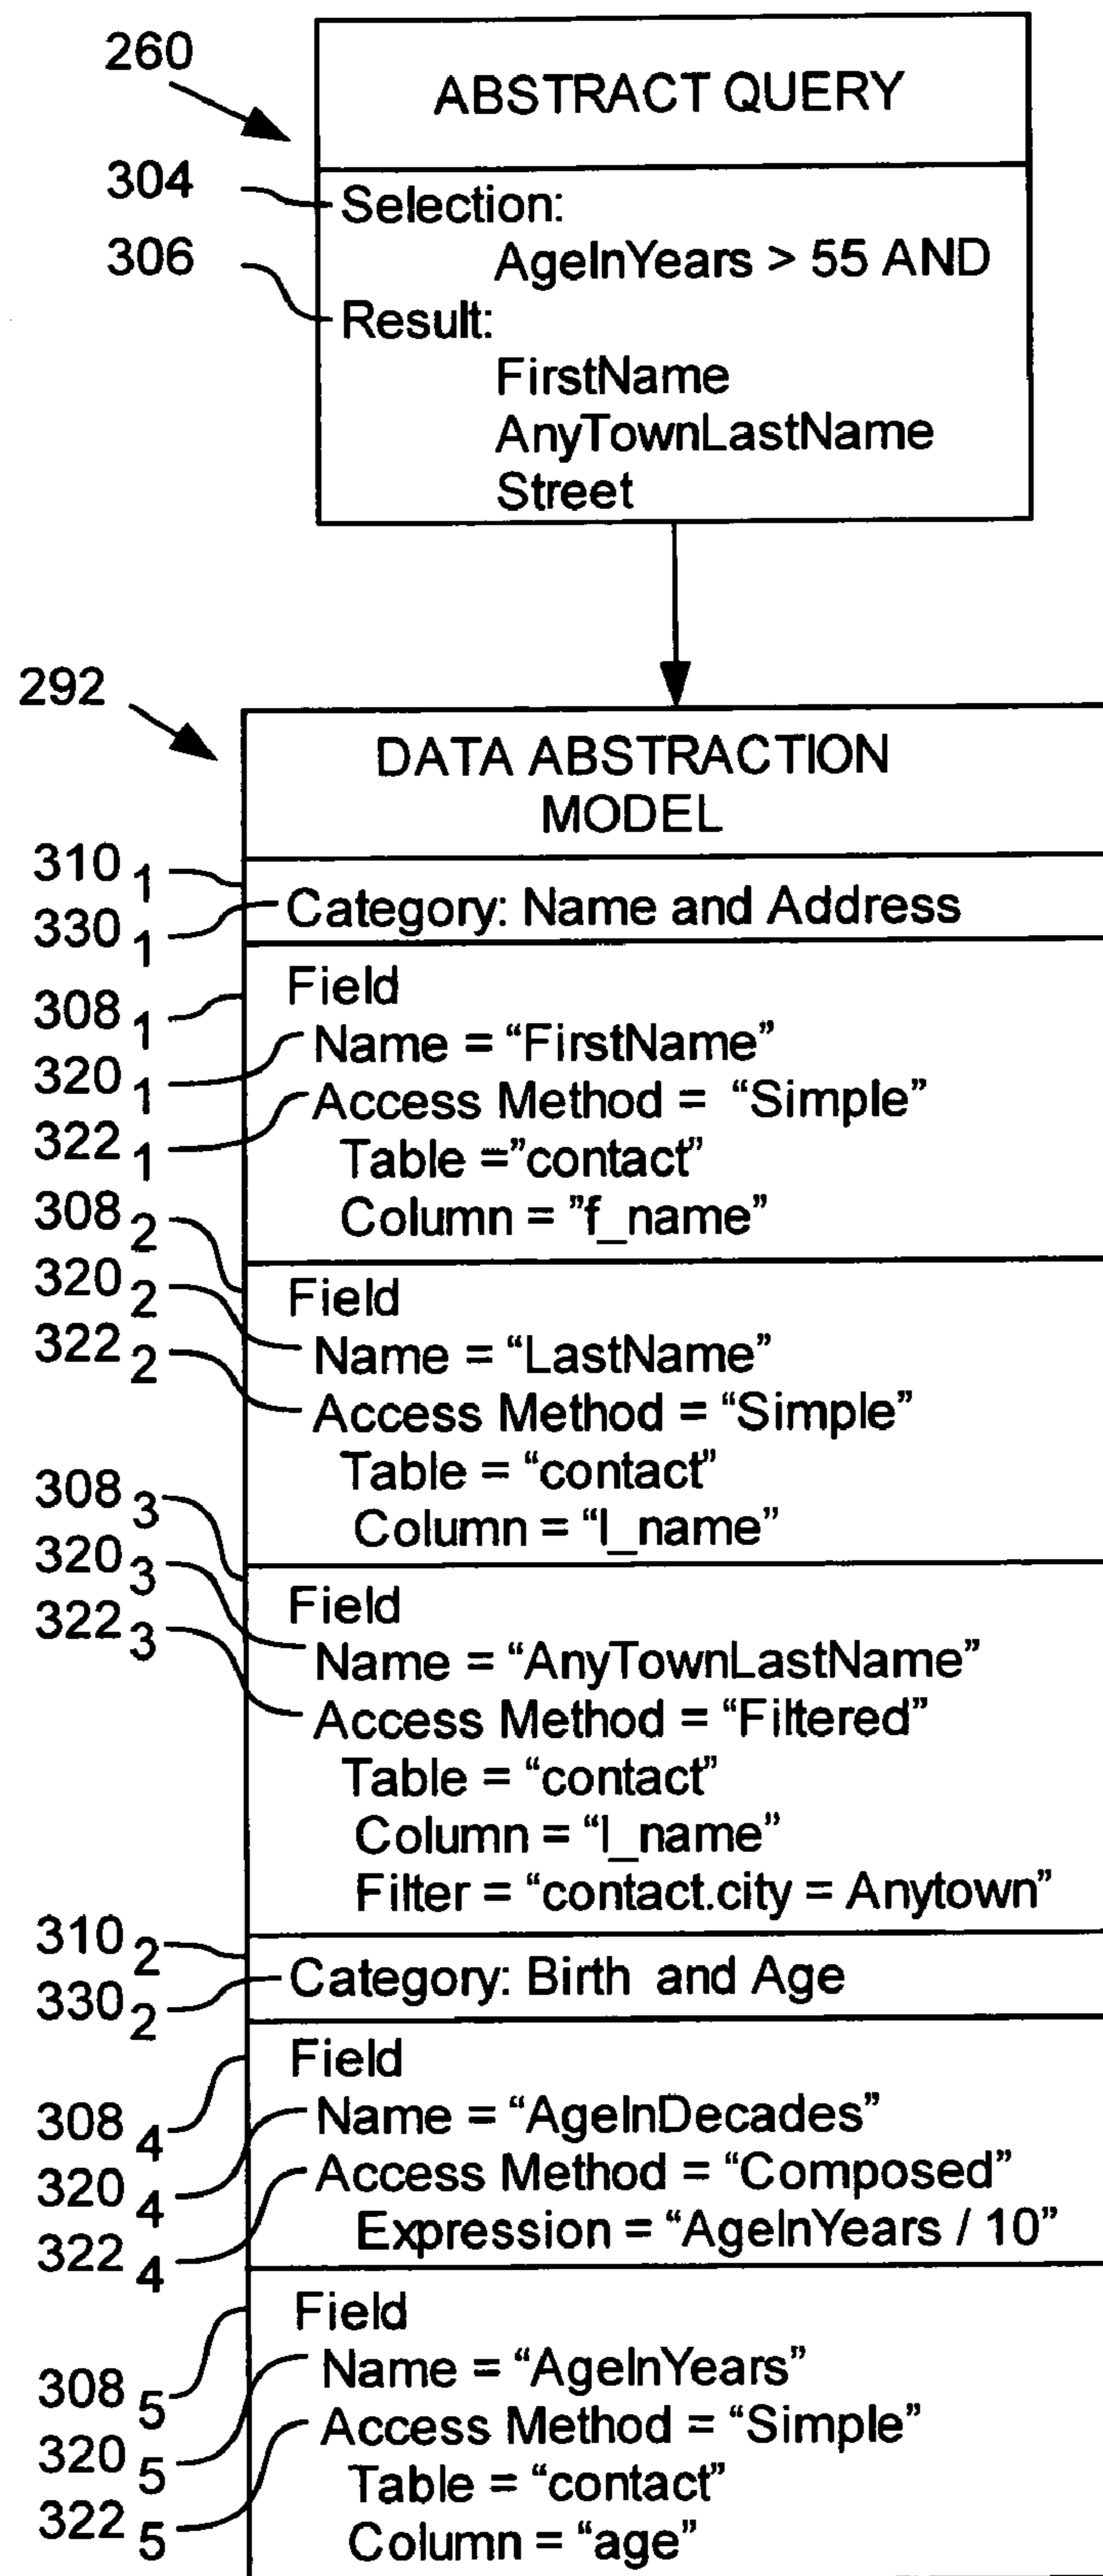 260
ABSTRACT QUERY
304
Selection:
AgeInYears > 55 AND
306
Result:
FirstName
AnyTownLastName
Street
292
DATA ABSTRACTION
MODEL
310 1
330 1
Category: Name and Address
308 1
Field
320 1
Name = “FirstName”
322 1
Access Method = “Simple”
Table =”contact”
Column = ”f_name”
308 2
Field
320 2
Name = “LastName”
322 2
Access Method = “Simple”
Table = “contact”
Column = “l_name”
308 3
Field
320 3
Name = “AnyTownLastName”
322 3
Access Method = “Filtered”
Table = “contact”
Column = “l_name”
Filter = “contact.city = Anytown”
310 2
330 2
Category: Birth and Age
308 4
Field
320 4
Name = “AgeInDecades”
322 4
Access Method = “Composed”
Expression = “AgeInYears / 10”
308 5
Field
320 5
Name = “AgeInYears”
322 5
Access Method = “Simple”
Table = “contact”
Column = “age”